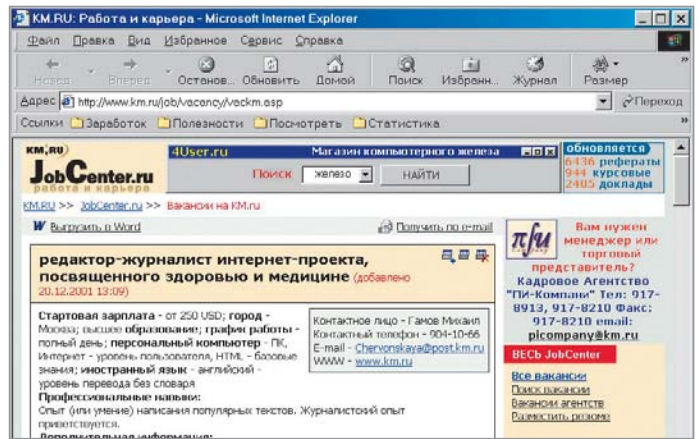 KM.RU: Работа и карьера - Microsoft Internet Explorer
Файл Правка Вид Избранное Сервис Справка
Назад Вперед Останов... Обновить Домой Поиск Избранн... Журнал Размер
Адрес http://www.km.ru/job/vacancy/vackm.asp Переход
Ссылки Заработок Полезности Посмотреть Статистика
KM.RU
JobCenter.ru
работа и карьера
4User.ru Магазин компьютерного железа
Поиск железо НАЙТИ
обновляется
6436 рефераты
944 курсовые
2405 доклады
KM.RU >> JobCenter.ru >> Вакансии на KM.ru
Выгрузить в Word Получить по e-mail
редактор-журналист интернет-проекта,
посвященного здоровью и медицине (добавлено
20.12.2001 13:09)
Стартовая зарплата - от 250 USD; город -
Москва; высшее образование; график работы -
полный день; персональный компьютер - ПК,
Интернет - уровень пользователя, HTML - базовые
знания; иностранный язык - английский -
уровень перевода без словаря
Профессиональные навыки:
Опыт (или умение) написания популярных текстов. Журналистский опыт
приветствуется.
Дополнительная информация:
Контактное лицо - Гамов Михаил
Контактный телефон - 904-10-66
E-mail - Chervonskaya@post.km.ru
WWW - www.km.ru
Вам нужен
менеджер или
торговый
представитель?
Кадровое Агентство
"ПИ-Компани" Тел: 917-
8913, 917-8210 Факс:
917-8210 email:
picompany@km.ru
ВЕСЬ JobCenter
Все вакансии
Поиск вакансии
Вакансии агентств
Разместить резюме